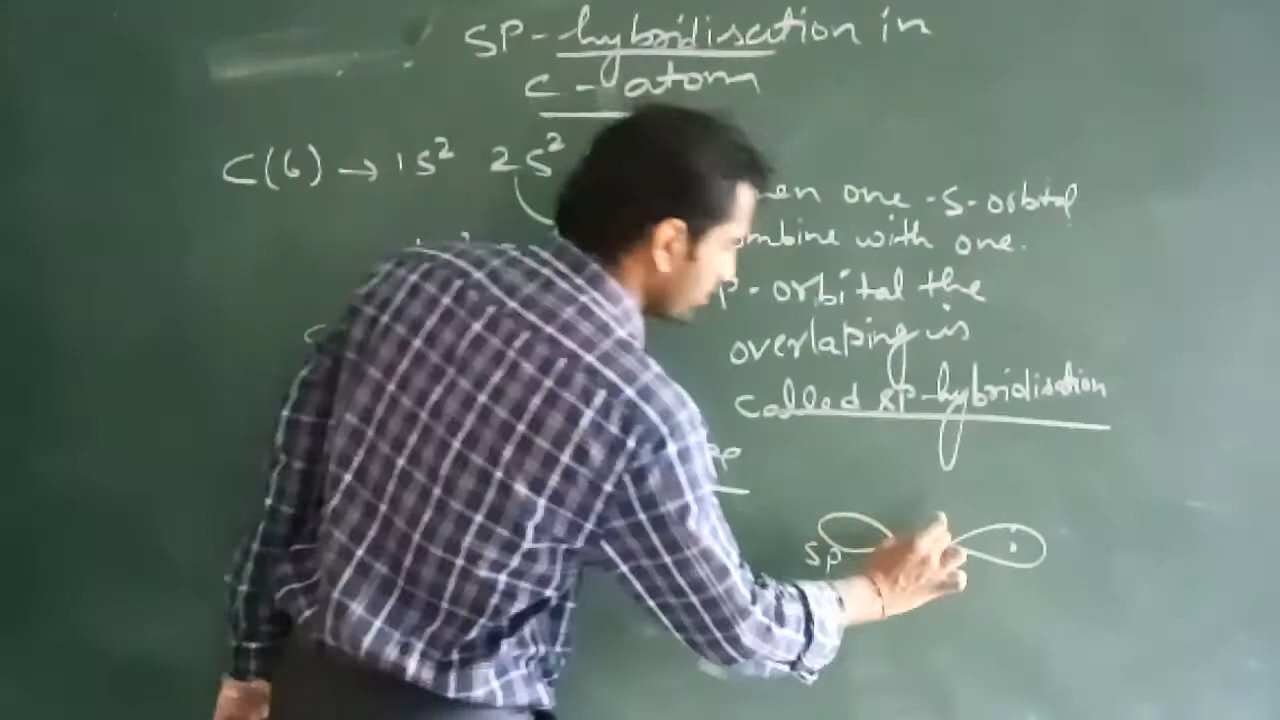 SP-hybridisation in
C-atom
C(6) → 1S² 2S²
one-S-orbital
with one.
P-orbital the
overlaping is
called sp-hybridisation
sp